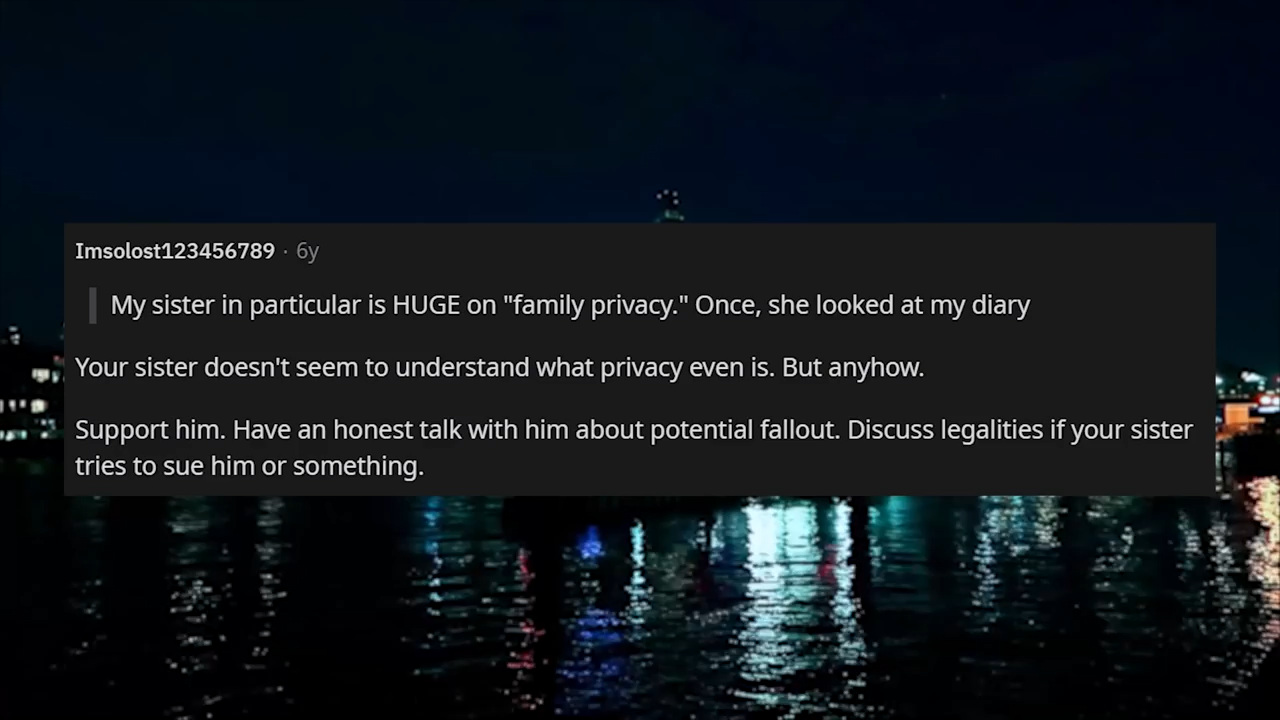 Imsolost123456789 · 6y
My sister in particular is HUGE on "family privacy." Once, she looked at my diary
Your sister doesn't seem to understand what privacy even is. But anyhow.
Support him. Have an honest talk with him about potential fallout. Discuss legalities if your sister
tries to sue him or something.